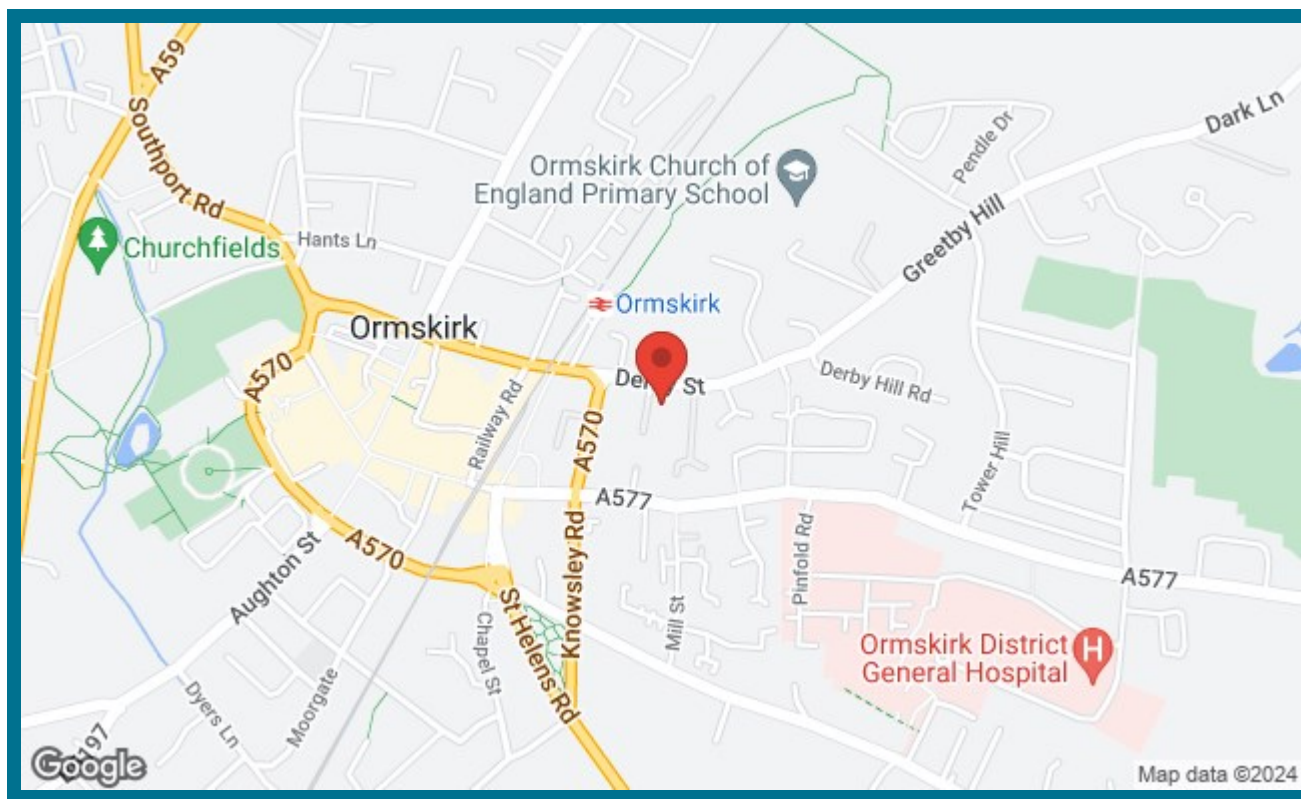 A59
Southport Rd
Dark Ln
Pendle Dr
Ormskirk Church of
England Primary School
Hants Ln
Churchfields
Greetby Hill
Ormskirk
Ormskirk
A570
Derby St
Derby Hill Rd
Railway Rd
A570
Tower Hill
A577
A570
Pinfold Rd
Aughton St
Knowsley Rd
A577
St Helens Rd
Chapel St
Mill St
Ormskirk District
General Hospital
H
Moorgate
Dyers Ln
Google
Map data ©2024